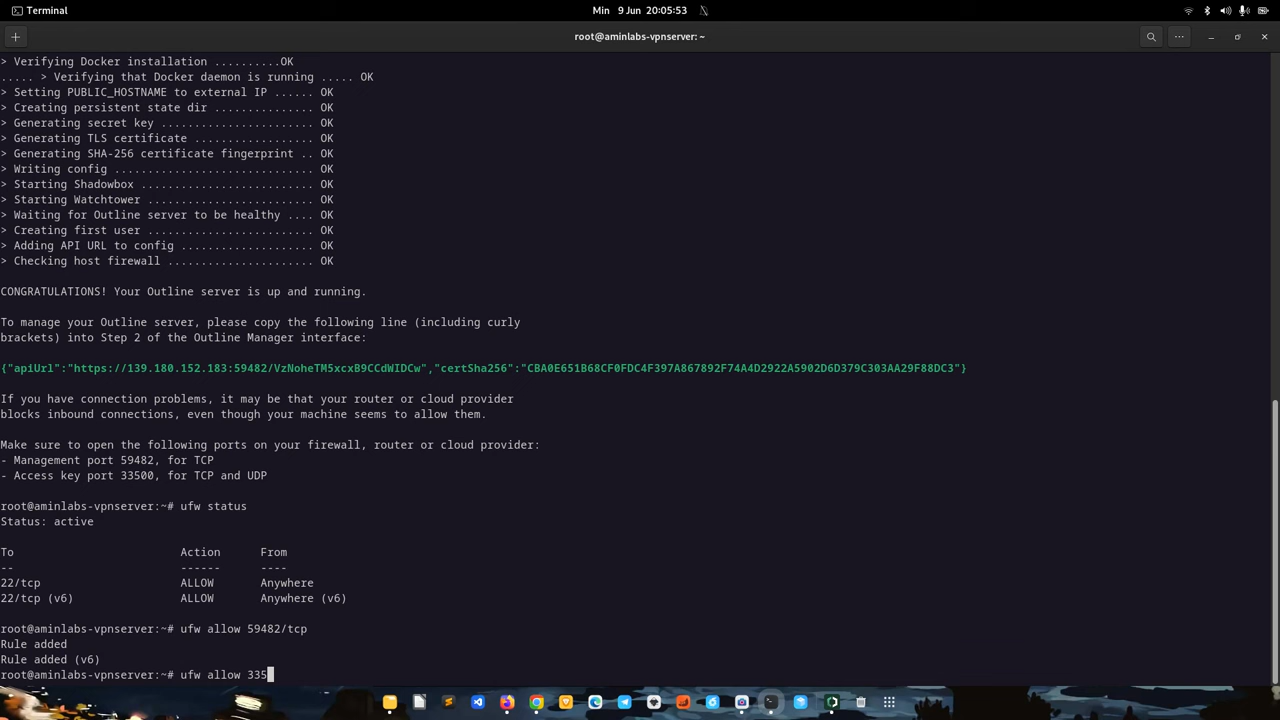 Terminal
Min 9 Jun 20:05:53
root@aminlabs-vpnserver: ~
> Verifying Docker installation ..........OK
..... > Verifying that Docker daemon is running ..... OK
> Setting PUBLIC_HOSTNAME to external IP ...... OK
> Creating persistent state dir ............... OK
> Generating secret key ....................... OK
> Generating TLS certificate .................. OK
> Generating SHA-256 certificate fingerprint .. OK
> Writing config .............................. OK
> Starting Shadowbox .......................... OK
> Starting Watchtower ......................... OK
> Waiting for Outline server to be healthy .... OK
> Creating first user ......................... OK
> Adding API URL to config .................... OK
> Checking host firewall ...................... OK
CONGRATULATIONS! Your Outline server is up and running.
To manage your Outline server, please copy the following line (including curly
brackets) into Step 2 of the Outline Manager interface:
{"apiUrl":"https://139.180.152.183:59482/VzNoheTM5xcxB9CCdWIDCw","certSha256":"CBA0E651B68CF0FDC4F397A867892F74A4D2922A5902D6D379C303AA29F88DC3"}
If you have connection problems, it may be that your router or cloud provider
blocks inbound connections, even though your machine seems to allow them.
Make sure to open the following ports on your firewall, router or cloud provider:
- Management port 59482, for TCP
- Access key port 33500, for TCP and UDP
root@aminlabs-vpnserver:~# ufw status
Status: active
To Action From
-- ------ ----
22/tcp ALLOW Anywhere
22/tcp (v6) ALLOW Anywhere (v6)
root@aminlabs-vpnserver:~# ufw allow 59482/tcp
Rule added
Rule added (v6)
root@aminlabs-vpnserver:~# ufw allow 335